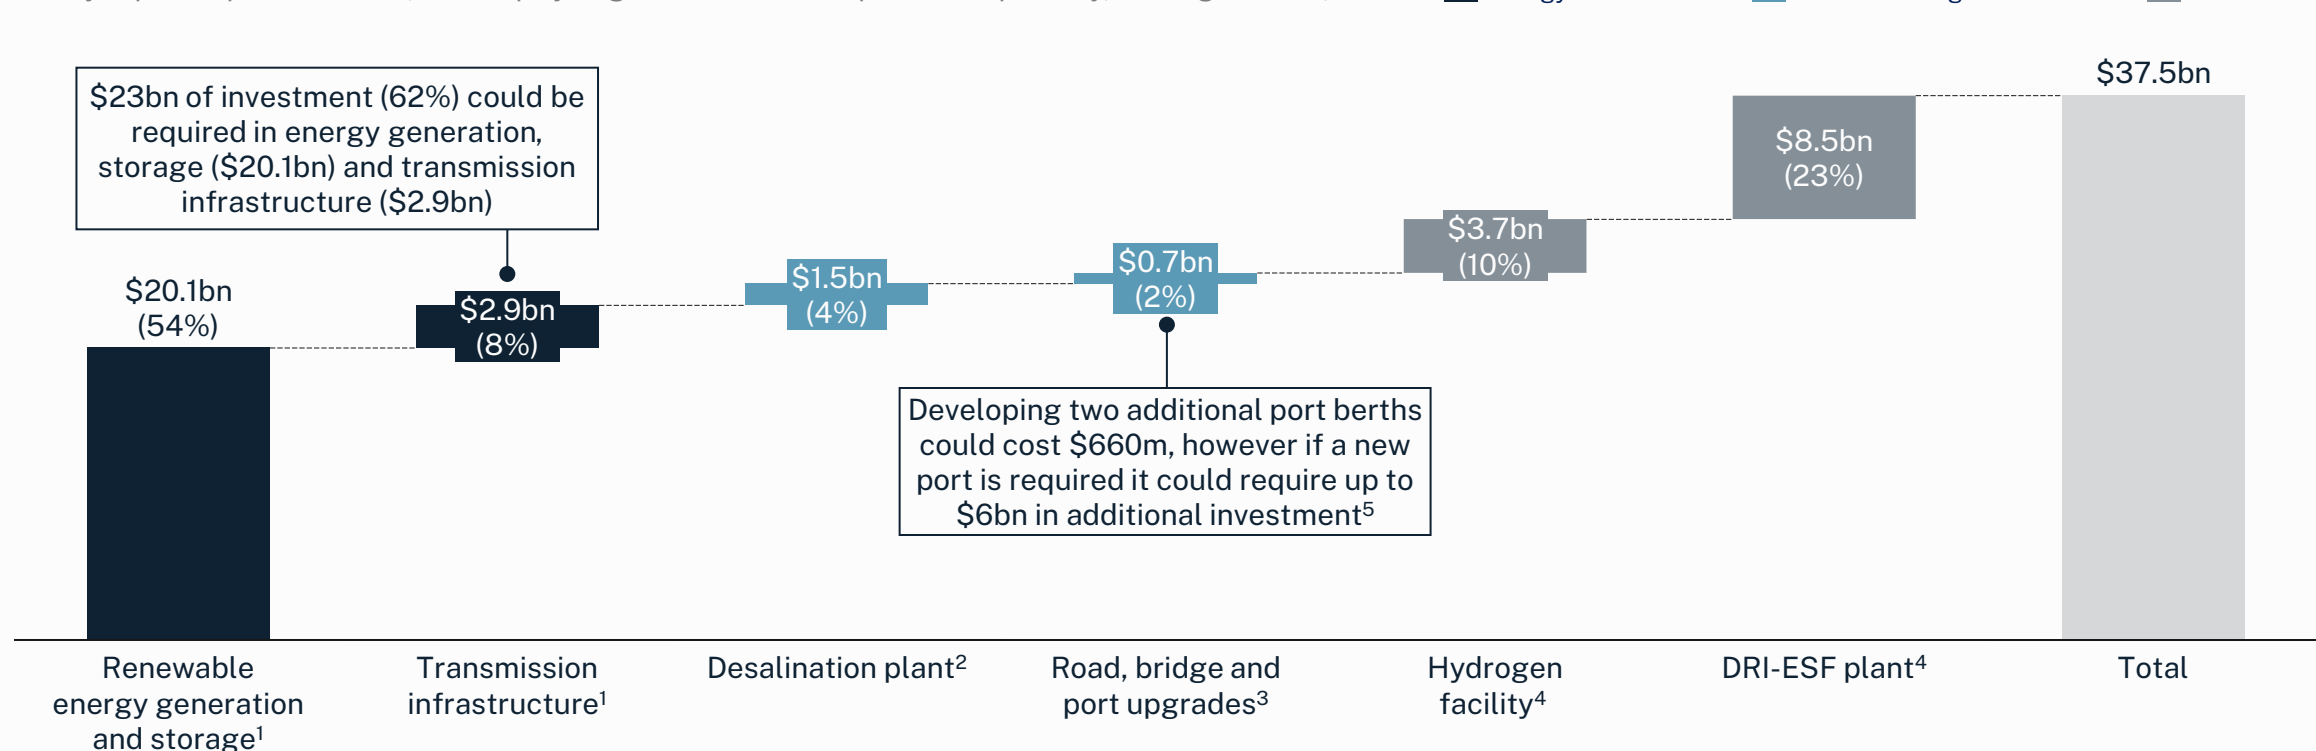 $23bn of investment (62%) could be
required in energy generation,
storage ($20.1bn) and transmission
infrastructure ($2.9bn)
$37.5bn
$8.5bn
(23%)
$3.7bn
(10%)
$0.7bn
(2%)
$1.5bn
(4%)
$20.1bn
(54%)
$2.9bn
(8%)
Developing two additional port berths
could cost $660m, however if a new
port is required it could require up to
$6bn in additional investment⁵
Renewable
energy generation
and storage¹
Transmission
infrastructure¹
Desalination plant²
Road, bridge and
port upgrades³
Hydrogen
facility⁴
DRI-ESF plant⁴
Total